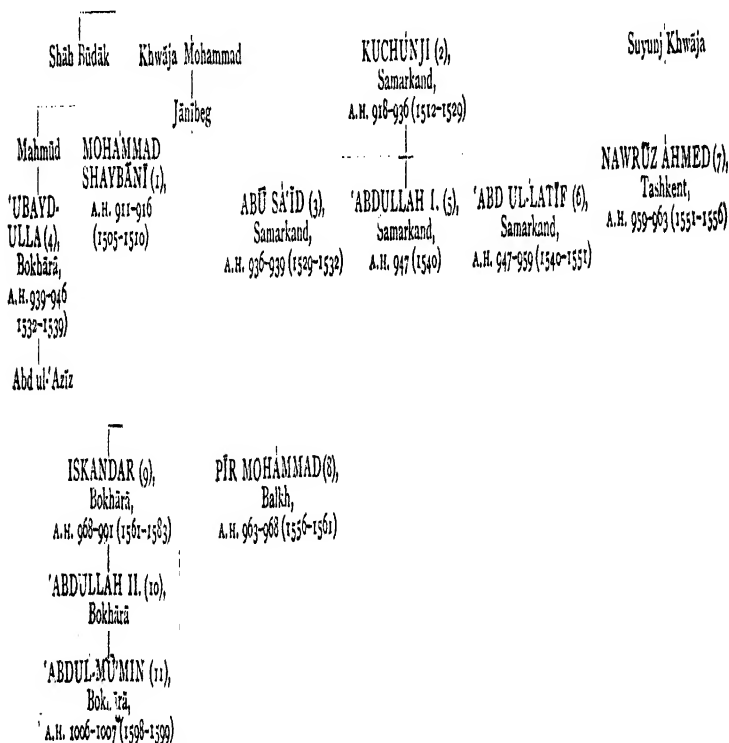 Shāh Būdāk
Khwāja Mohammad
Jānībeg
KUCHŪNJI (2),
Samarkand,
A.H. 918-936 (1512-1529)
Suyunj Khwāja
Mahmūd
MOHAMMAD
SHAYBĀNĪ (1),
A.H. 911-916
(1505-1510)
'UBAYD-
ULLA (4),
Bokhārā,
A.H. 939-946
1532-1539)
Abd ul-'Azīz
ABŪ SA'ĪD (3),
Samarkand,
A.H. 936-939 (1529-1532)
'ABDULLAH I. (5),
Samarkand,
A.H. 947 (1540)
'ABD UL-LATĪF (6),
Samarkand,
A.H. 947-959 (1540-1551)
NAWRŪZ AHMED (7),
Tashkent,
A.H. 959-963 (1551-1556)
ISKANDAR (9),
Bokhārā,
A.H. 968-991 (1561-1583)
PĪR MOHAMMAD (8),
Balkh,
A.H. 963-968 (1556-1561)
'ABDULLAH II. (10),
Bokhārā
'ABDUL-MŪ'MIN (11),
A.H. 1006-1007 (1598-1599)